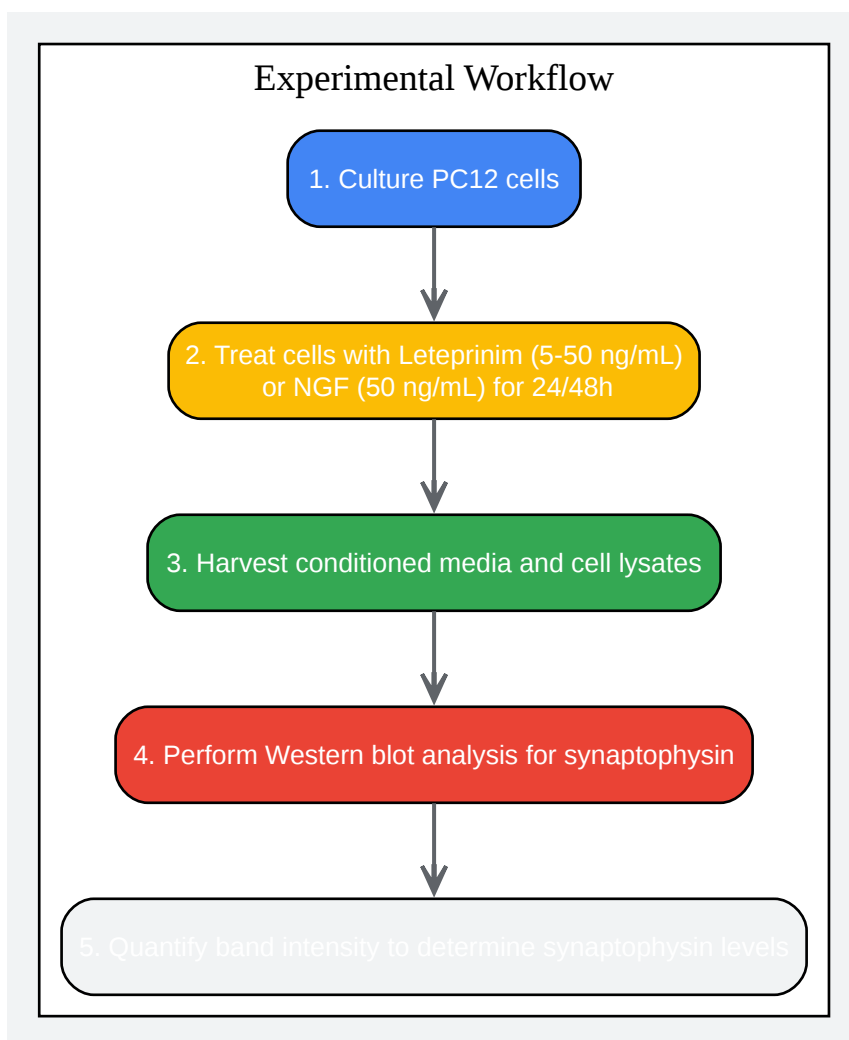 Experimental Workflow
1. Culture PC12 cells
2. Treat cells with Leteprinim (5-50 ng/mL)
or NGF (50 ng/mL) for 24/48h
3. Harvest conditioned media and cell lysates
4. Perform Western blot analysis for synaptophysin
5. Quantify band intensity to determine synaptophysin levels